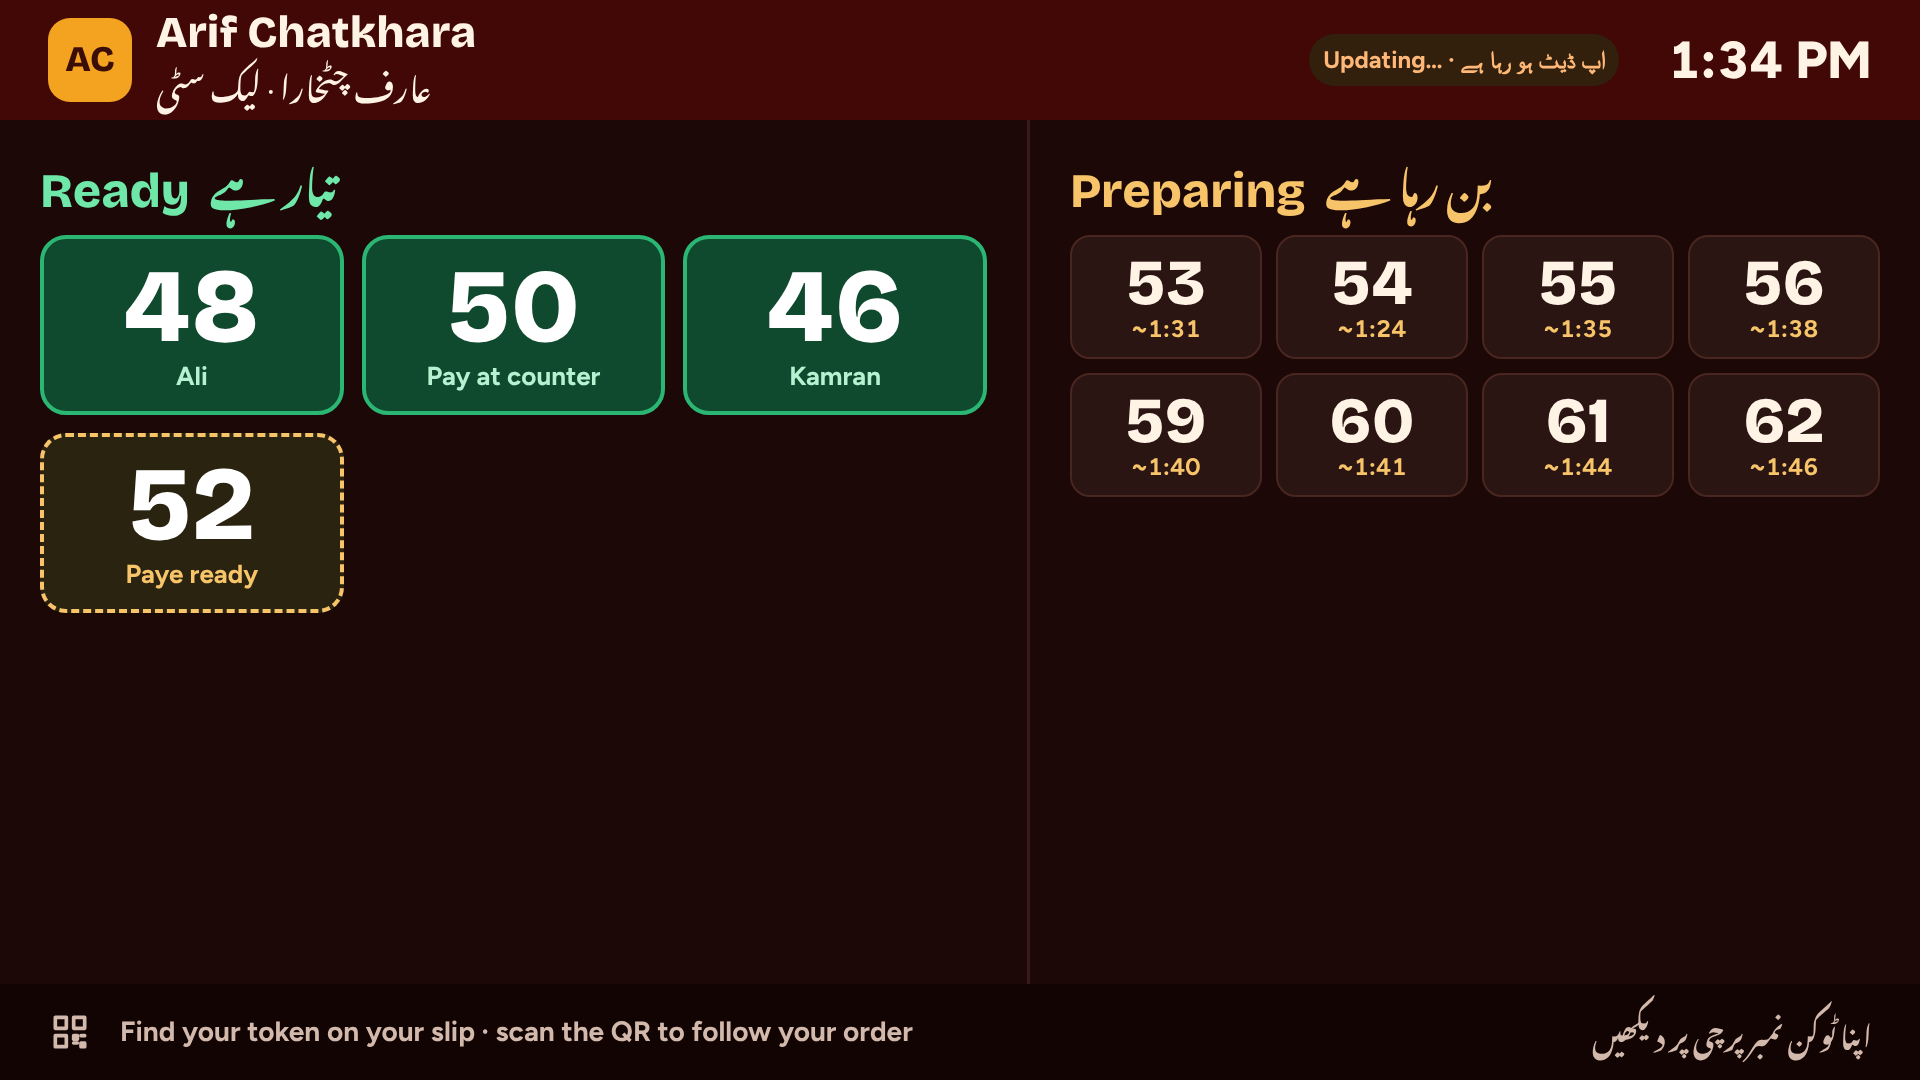 AC
Arif Chatkhara
عارف چٹخارا · لیک سٹی
Updating... · اپ ڈیٹ ہو رہا ہے
1:34 PM
Ready تیار ہے
48
Ali
50
Pay at counter
46
Kamran
52
Paye ready
Preparing بن رہا ہے
53
~1:31
54
~1:24
55
~1:35
56
~1:38
59
~1:40
60
~1:41
61
~1:44
62
~1:46
Find your token on your slip · scan the QR to follow your order
اپنا ٹوکن نمبر پرچی پر دیکھیں